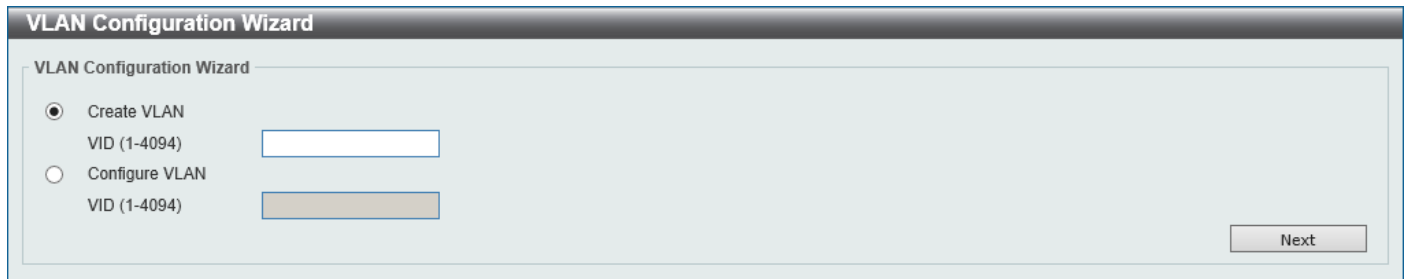 VLAN Configuration Wizard
VLAN Configuration Wizard
Create VLAN
VID (1-4094)
Configure VLAN
VID (1-4094)
Next